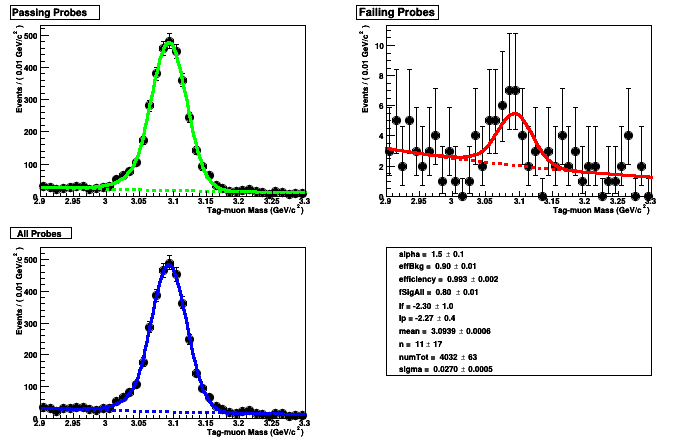 Passing Probes
Events / ( 0.01 GeV/c² )
500
400
300
200
100
0
2.9 2.95 3 3.05 3.1 3.15 3.2 3.25 3.3
Tag-muon Mass (GeV/c²)
Failing Probes
Events / ( 0.01 GeV/c² )
10
8
6
4
2
0
2.9 2.95 3 3.05 3.1 3.15 3.2 3.25 3.3
Tag-muon Mass (GeV/c²)
All Probes
Events / ( 0.01 GeV/c² )
500
400
300
200
100
0
2.9 2.95 3 3.05 3.1 3.15 3.2 3.25 3.3
Tag-muon Mass (GeV/c²)
alpha = 1.5 ± 0.1
effBkg = 0.90 ± 0.01
efficiency = 0.993 ± 0.002
fSigAll = 0.80 ± 0.01
lf = -2.30 ± 1.0
lp = -2.27 ± 0.4
mean = 3.0939 ± 0.0006
n = 11 ± 17
numTot = 4032 ± 63
sigma = 0.0270 ± 0.0005